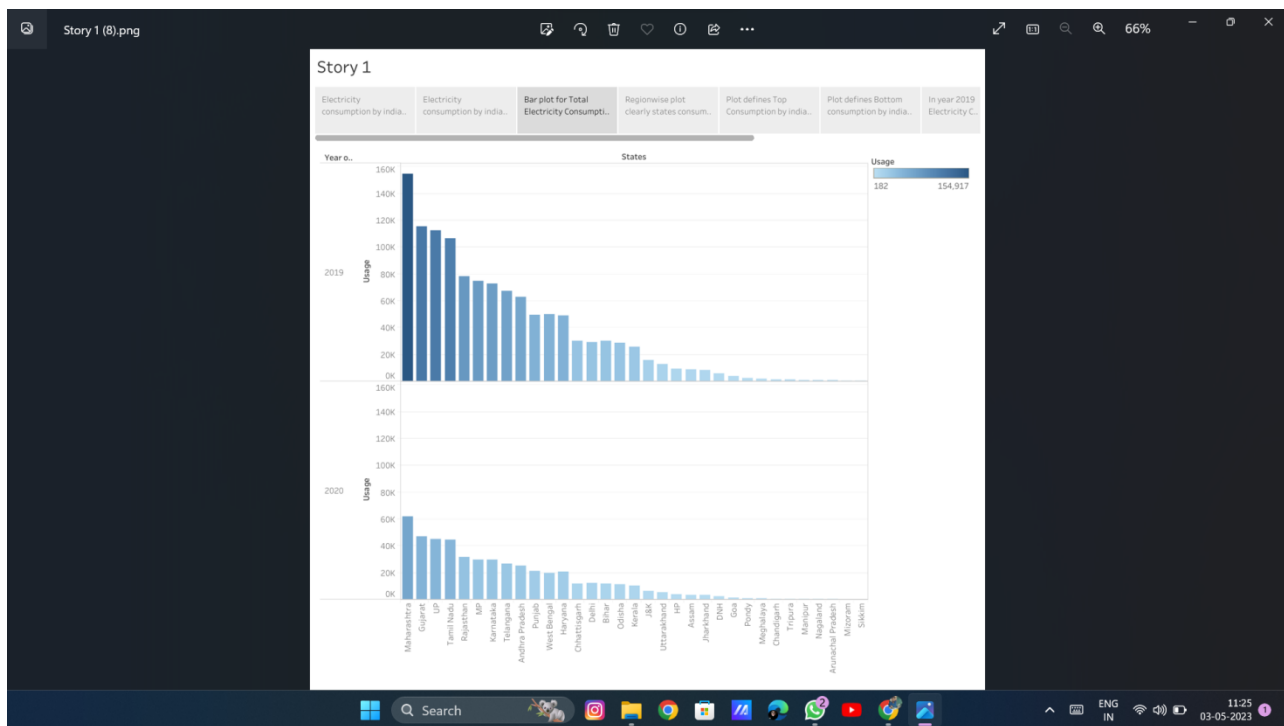 Story 1 (8).png
66%
Story 1
Electricity
consumption by india..
Electricity
consumption by india..
Bar plot for Total
Electricity Consumpti..
Regionwise plot
clearly states consum..
Plot defines Top
Consumption by india..
Plot defines Bottom
consumption by india..
In year 2019
Electricity C..
Year o..
States
Usage
182 154,917
160K
140K
120K
100K
80K
60K
40K
20K
0K
2019
Usage
160K
140K
120K
100K
80K
60K
40K
20K
0K
2020
Usage
Maharashtra
Gujarat
UP
Tamil Nadu
Rajasthan
MP
Karnataka
Telangana
Andhra Pradesh
Punjab
West Bengal
Haryana
Chhattisgarh
Delhi
Bihar
Odisha
Kerala
J&K
Uttarakhand
HP
Assam
Jharkhand
DNH
Goa
Pondy
Meghalaya
Chandigarh
Tripura
Manipur
Nagaland
Arunachal Pradesh
Mizoram
Sikkim
Search
2
ENG
IN
11:25
03-05-2023
1